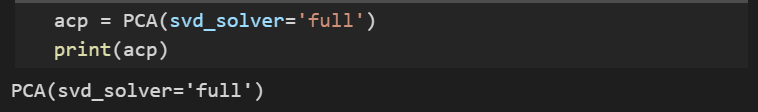 acp = PCA(svd_solver='full')
print(acp)
PCA(svd_solver='full')